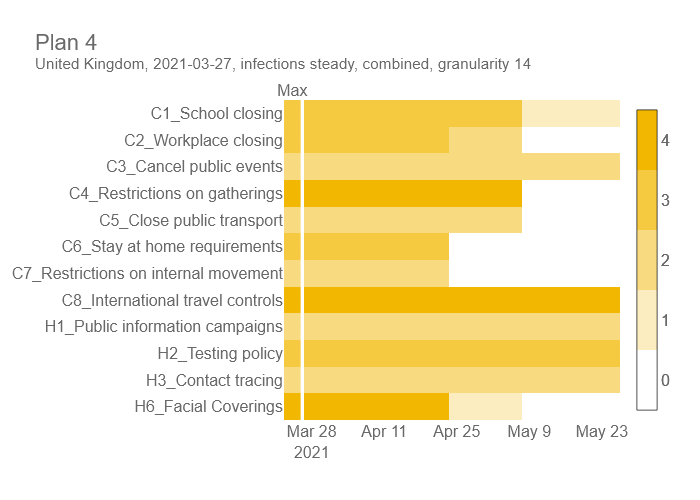 Plan 4
United Kingdom, 2021-03-27, infections steady, combined, granularity 14
Max
C1_School closing
C2_Workplace closing
C3_Cancel public events
C4_Restrictions on gatherings
C5_Close public transport
C6_Stay at home requirements
C7_Restrictions on internal movement
C8_International travel controls
H1_Public information campaigns
H2_Testing policy
H3_Contact tracing
H6_Facial Coverings
Mar 28 Apr 11 Apr 25 May 9 May 23
2021
4
3
2
1
0